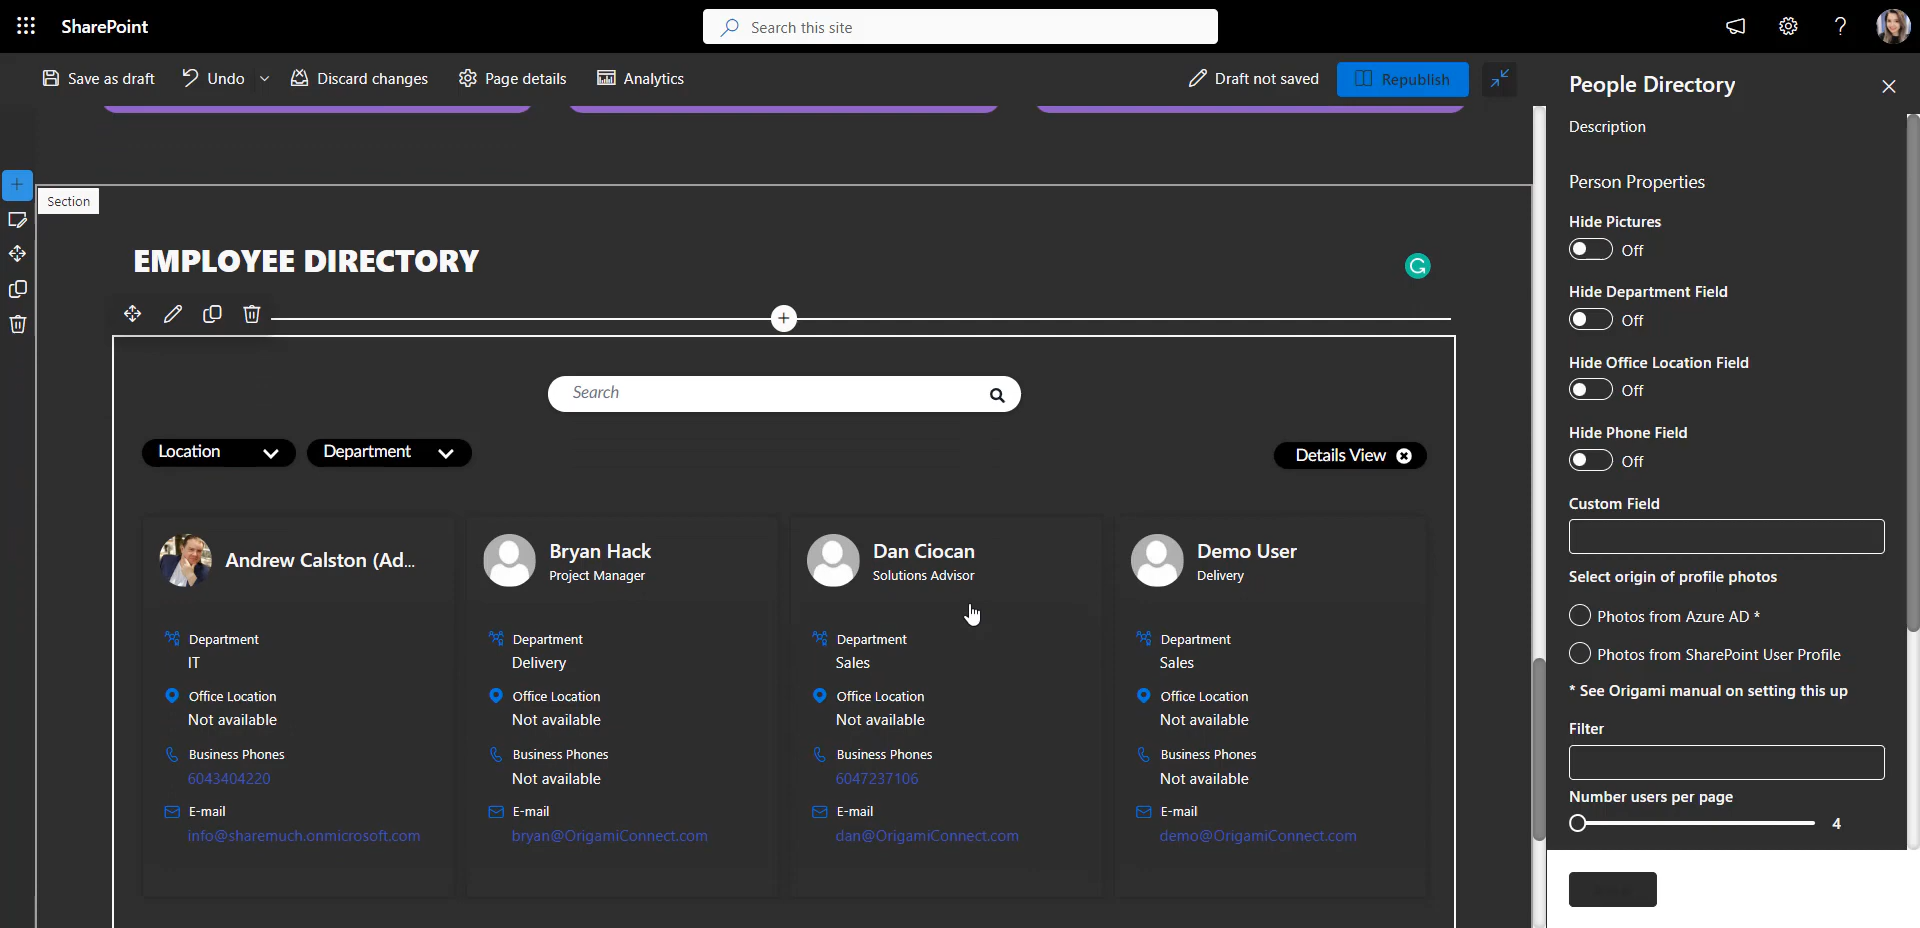 SharePoint
Search this site
Save as draft
Undo
Discard changes
Page details
Analytics
Draft not saved
Republish
Section
EMPLOYEE DIRECTORY
Search
Location
Department
Details View
Andrew Calston (Ad...
Department
IT
Office Location
Not available
Business Phones
6043404220
E-mail
info@sharemuch.onmicrosoft.com
Bryan Hack
Project Manager
Department
Delivery
Office Location
Not available
Business Phones
Not available
E-mail
bryan@OrigamiConnect.com
Dan Ciocan
Solutions Advisor
Department
Sales
Office Location
Not available
Business Phones
6047237106
E-mail
dan@OrigamiConnect.com
Demo User
Delivery
Department
Sales
Office Location
Not available
Business Phones
Not available
E-mail
demo@OrigamiConnect.com
People Directory
Description
Person Properties
Hide Pictures
Off
Hide Department Field
Off
Hide Office Location Field
Off
Hide Phone Field
Off
Custom Field
Select origin of profile photos
Photos from Azure AD *
Photos from SharePoint User Profile
* See Origami manual on setting this up
Filter
Number users per page
4